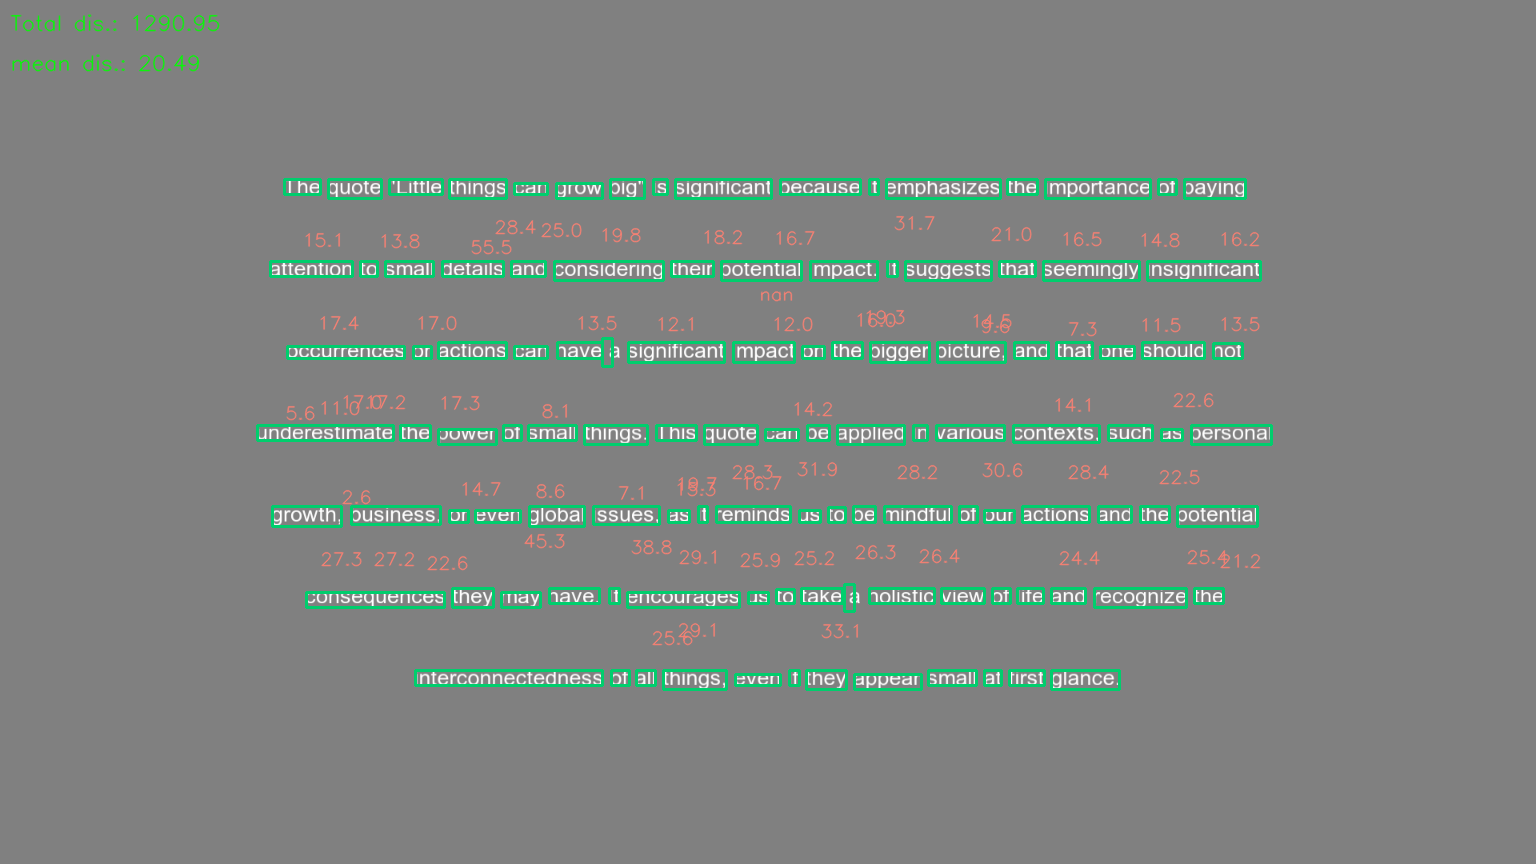 Total dis.: 1290.95
mean dis.: 20.49
The quote 'Little things can grow big" is significant because it emphasizes the importance of paying
28.4 25.0 31.7
15.1 13.8 55.5 19.8 18.2 16.7 21.0 16.5 14.8 16.2
attention to small details and considering their potential impact. It suggests that seemingly insignificant
nan
17.4 17.0 13.5 12.1 12.0 16.0 19.3 14.5 9.6 7.3 11.5 13.5
occurrences or actions can have a significant impact on the bigger picture, and that one should not
5.6 11.0 17.0 17.2 17.3 8.1 14.2 14.1 22.6
underestimate the power of small things. This quote can be applied in various contexts, such as personal
28.3 31.9 28.2 30.6 28.4 22.5
2.6 14.7 8.6 7.1 16.7
growth, business, or even global issues, as it reminds us to be mindful of our actions and the potential
45.3 38.8
27.3 27.2 22.6 29.1 25.9 25.2 26.3 26.4 24.4 25.4 21.2
consequences they may have. It encourages us to take a holistic view of life and recognize the
25.6 29.1 33.1
interconnectedness of all things, even if they appear small at first glance.